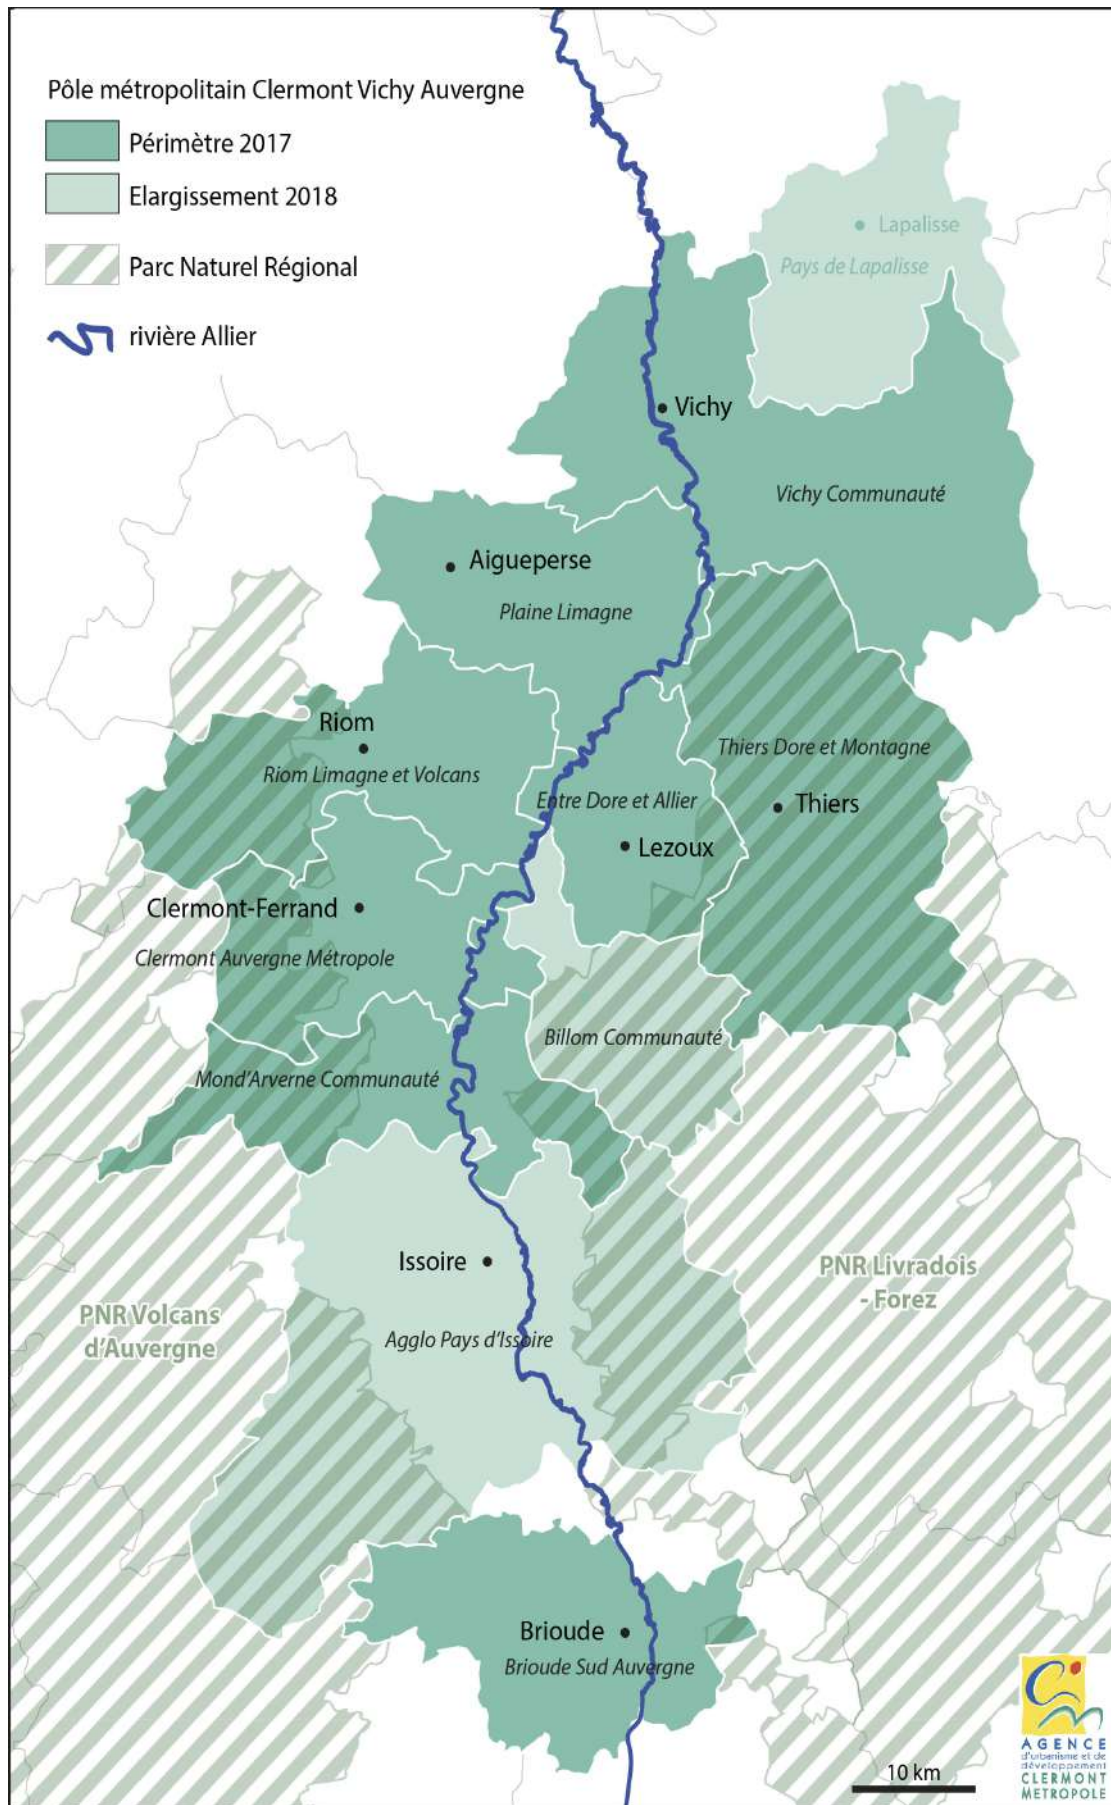 Pôle métropolitain Clermont Vichy Auvergne
Périmètre 2017
Elargissement 2018
Parc Naturel Régional
rivière Allier
Lapalisse
Pays de Lapalisse
Vichy
Vichy Communauté
Aigueperse
Plaine Limagne
Riom
Riom Limagne et Volcans
Thiers Dore et Montagne
Entre Dore et Allier
Thiers
Lezoux
Clermont-Ferrand
Clermont Auvergne Métropole
Billom Communauté
Mond'Arverne Communauté
Issoire
PNR Livradois
- Forez
PNR Volcans
d'Auvergne
Agglo Pays d'Issoire
Brioude
Brioude Sud Auvergne
10 km
AGENCE
d'urbanisme et de
développement
CLERMONT
METROPOLE